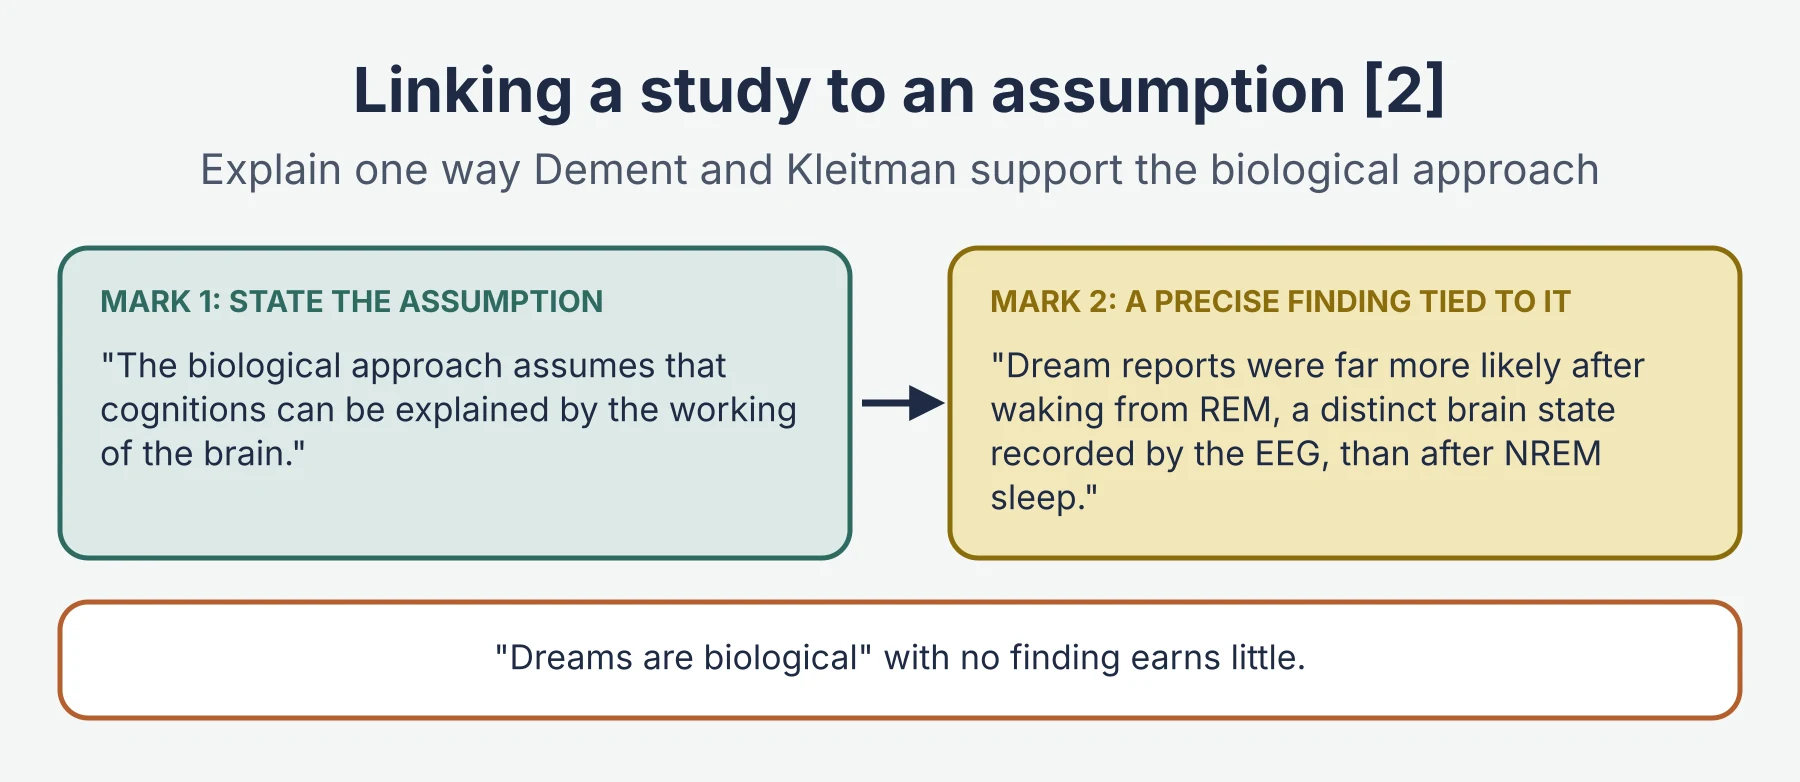 Linking a study to an assumption [2]
Explain one way Dement and Kleitman support the biological approach
MARK 1: STATE THE ASSUMPTION
"The biological approach assumes that
cognitions can be explained by the working
of the brain."
MARK 2: A PRECISE FINDING TIED TO IT
"Dream reports were far more likely after
waking from REM, a distinct brain state
recorded by the EEG, than after NREM
sleep."
"Dreams are biological" with no finding earns little.